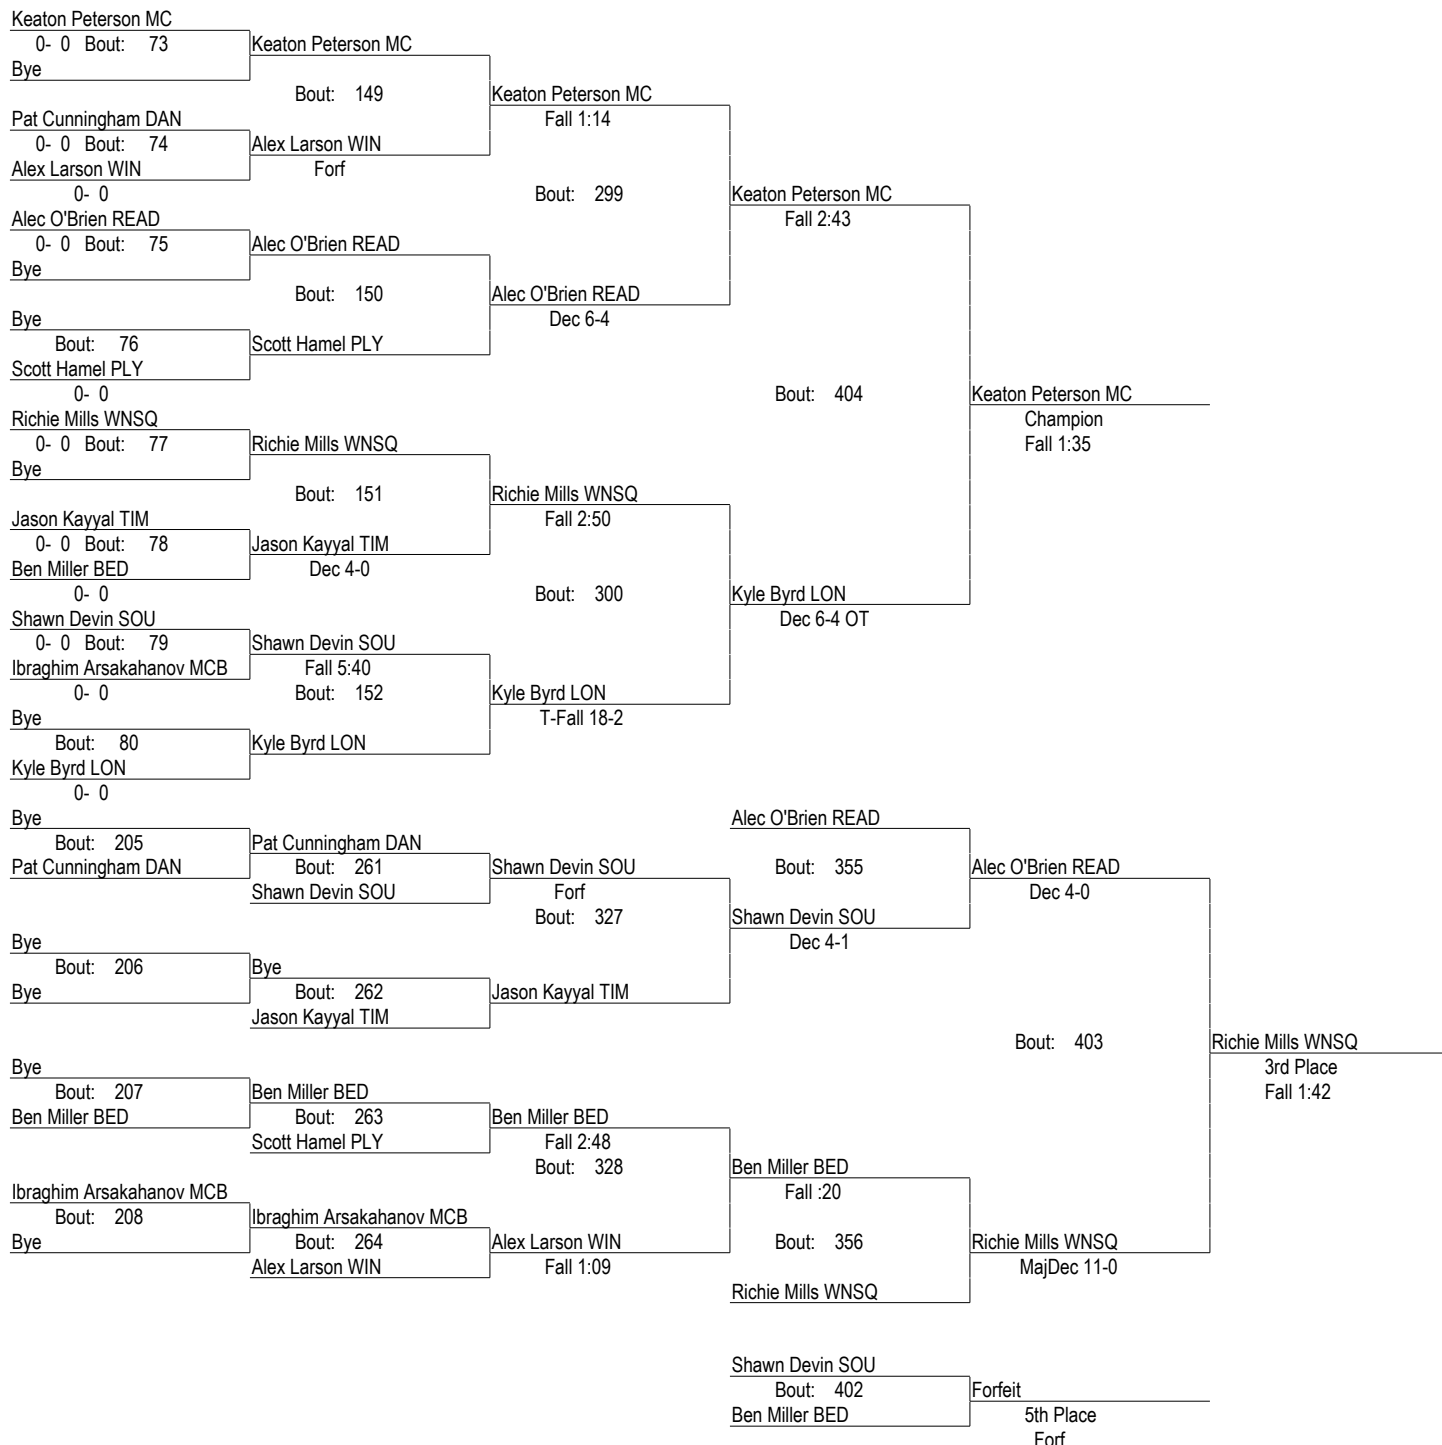 Keaton Peterson MC
0- 0 Bout: 73
Keaton Peterson MC
Bye
Bout: 149
Keaton Peterson MC
Pat Cunningham DAN
Fall 1:14
0- 0 Bout: 74
Alex Larson WIN
Alex Larson WIN
Forf
0- 0
Bout: 299
Keaton Peterson MC
Alec O'Brien READ
Fall 2:43
0- 0 Bout: 75
Alec O'Brien READ
Bye
Bout: 150
Alec O'Brien READ
Bye
Dec 6-4
Bout: 76
Scott Hamel PLY
Scott Hamel PLY
0- 0
Bout: 404
Keaton Peterson MC
Richie Mills WNSQ
Champion
0- 0 Bout: 77
Richie Mills WNSQ
Fall 1:35
Bye
Bout: 151
Richie Mills WNSQ
Jason Kayyal TIM
Fall 2:50
0- 0 Bout: 78
Jason Kayyal TIM
Ben Miller BED
Dec 4-0
0- 0
Bout: 300
Kyle Byrd LON
Shawn Devin SOU
Dec 6-4 OT
0- 0 Bout: 79
Shawn Devin SOU
Ibraghim Arsakahanov MCB
Fall 5:40
0- 0
Bout: 152
Kyle Byrd LON
Bye
T-Fall 18-2
Bout: 80
Kyle Byrd LON
Kyle Byrd LON
0- 0
Bye
Alec O'Brien READ
Bout: 205
Pat Cunningham DAN
Pat Cunningham DAN
Bout: 261
Shawn Devin SOU
Bout: 355
Alec O'Brien READ
Shawn Devin SOU
Forf
Dec 4-0
Bout: 327
Shawn Devin SOU
Bye
Dec 4-1
Bout: 206
Bye
Bye
Bout: 262
Jason Kayyal TIM
Jason Kayyal TIM
Bout: 403
Richie Mills WNSQ
Bye
3rd Place
Bout: 207
Ben Miller BED
Fall 1:42
Ben Miller BED
Bout: 263
Ben Miller BED
Scott Hamel PLY
Fall 2:48
Bout: 328
Ben Miller BED
Ibraghim Arsakahanov MCB
Fall :20
Bout: 208
Ibraghim Arsakahanov MCB
Bye
Bout: 264
Alex Larson WIN
Bout: 356
Richie Mills WNSQ
Alex Larson WIN
Fall 1:09
MajDec 11-0
Richie Mills WNSQ
Shawn Devin SOU
Bout: 402
Forfeit
Ben Miller BED
5th Place
Forf